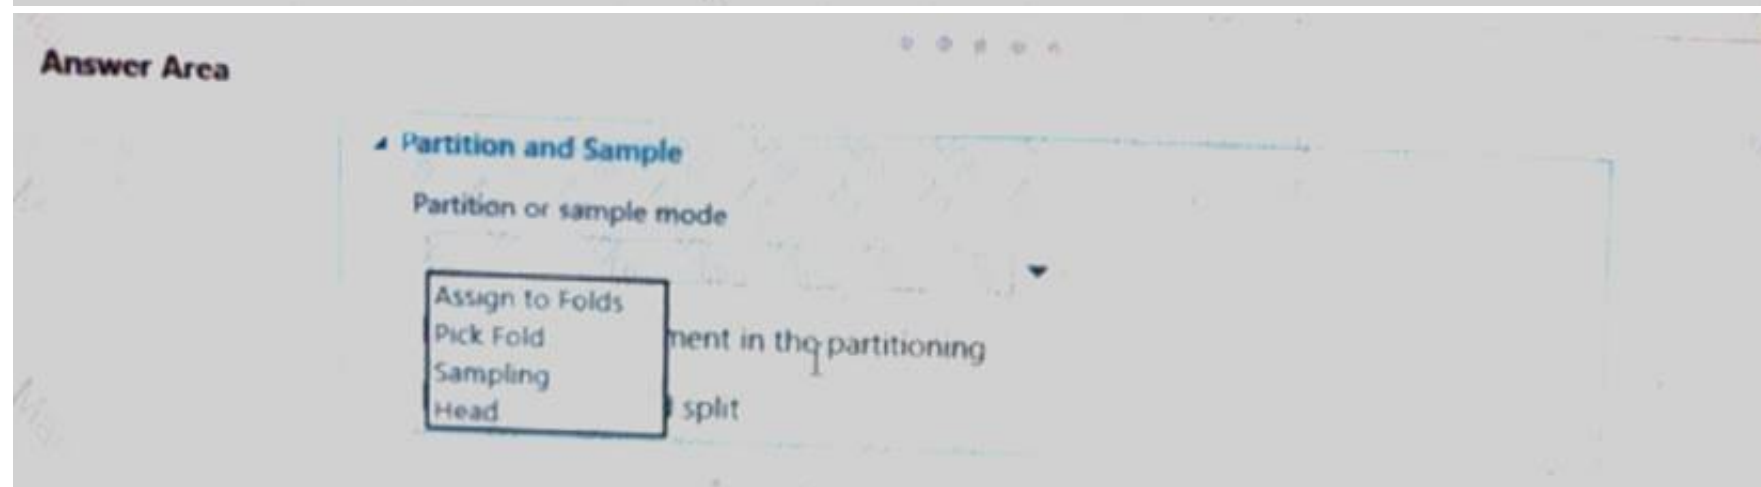 Answer Area
Partition and Sample
Partition or sample mode
Assign to Folds
Pick Fold
ment in the partitioning
Sampling
Head
split